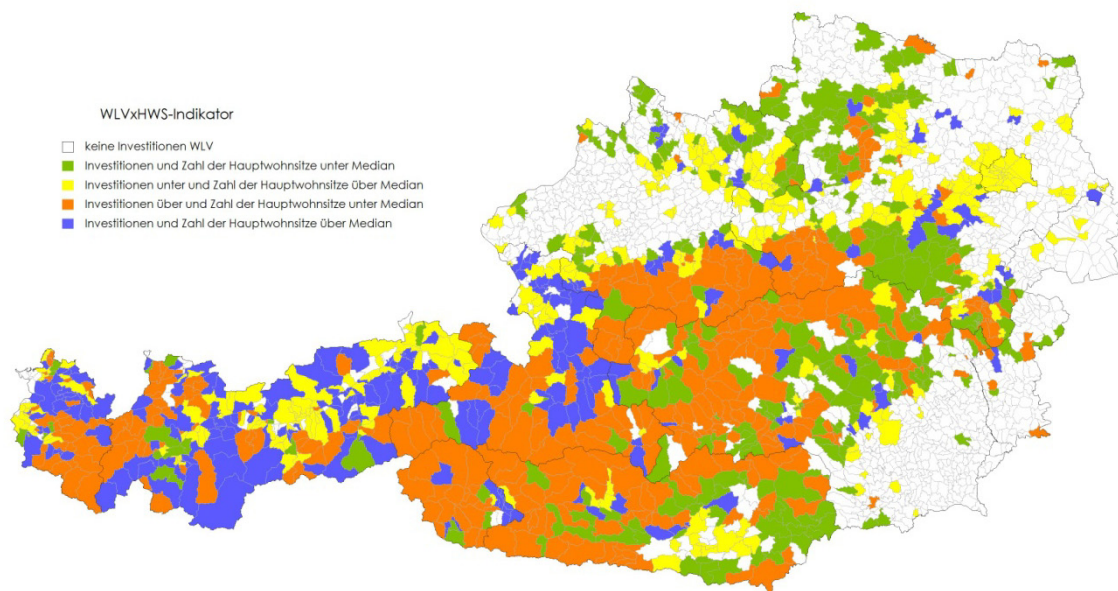 WLVxHWS-Indikator
keine Investitionen WLV
Investitionen und Zahl der Hauptwohnsitze unter Median
Investitionen unter und Zahl der Hauptwohnsitze über Median
Investitionen über und Zahl der Hauptwohnsitze unter Median
Investitionen und Zahl der Hauptwohnsitze über Median